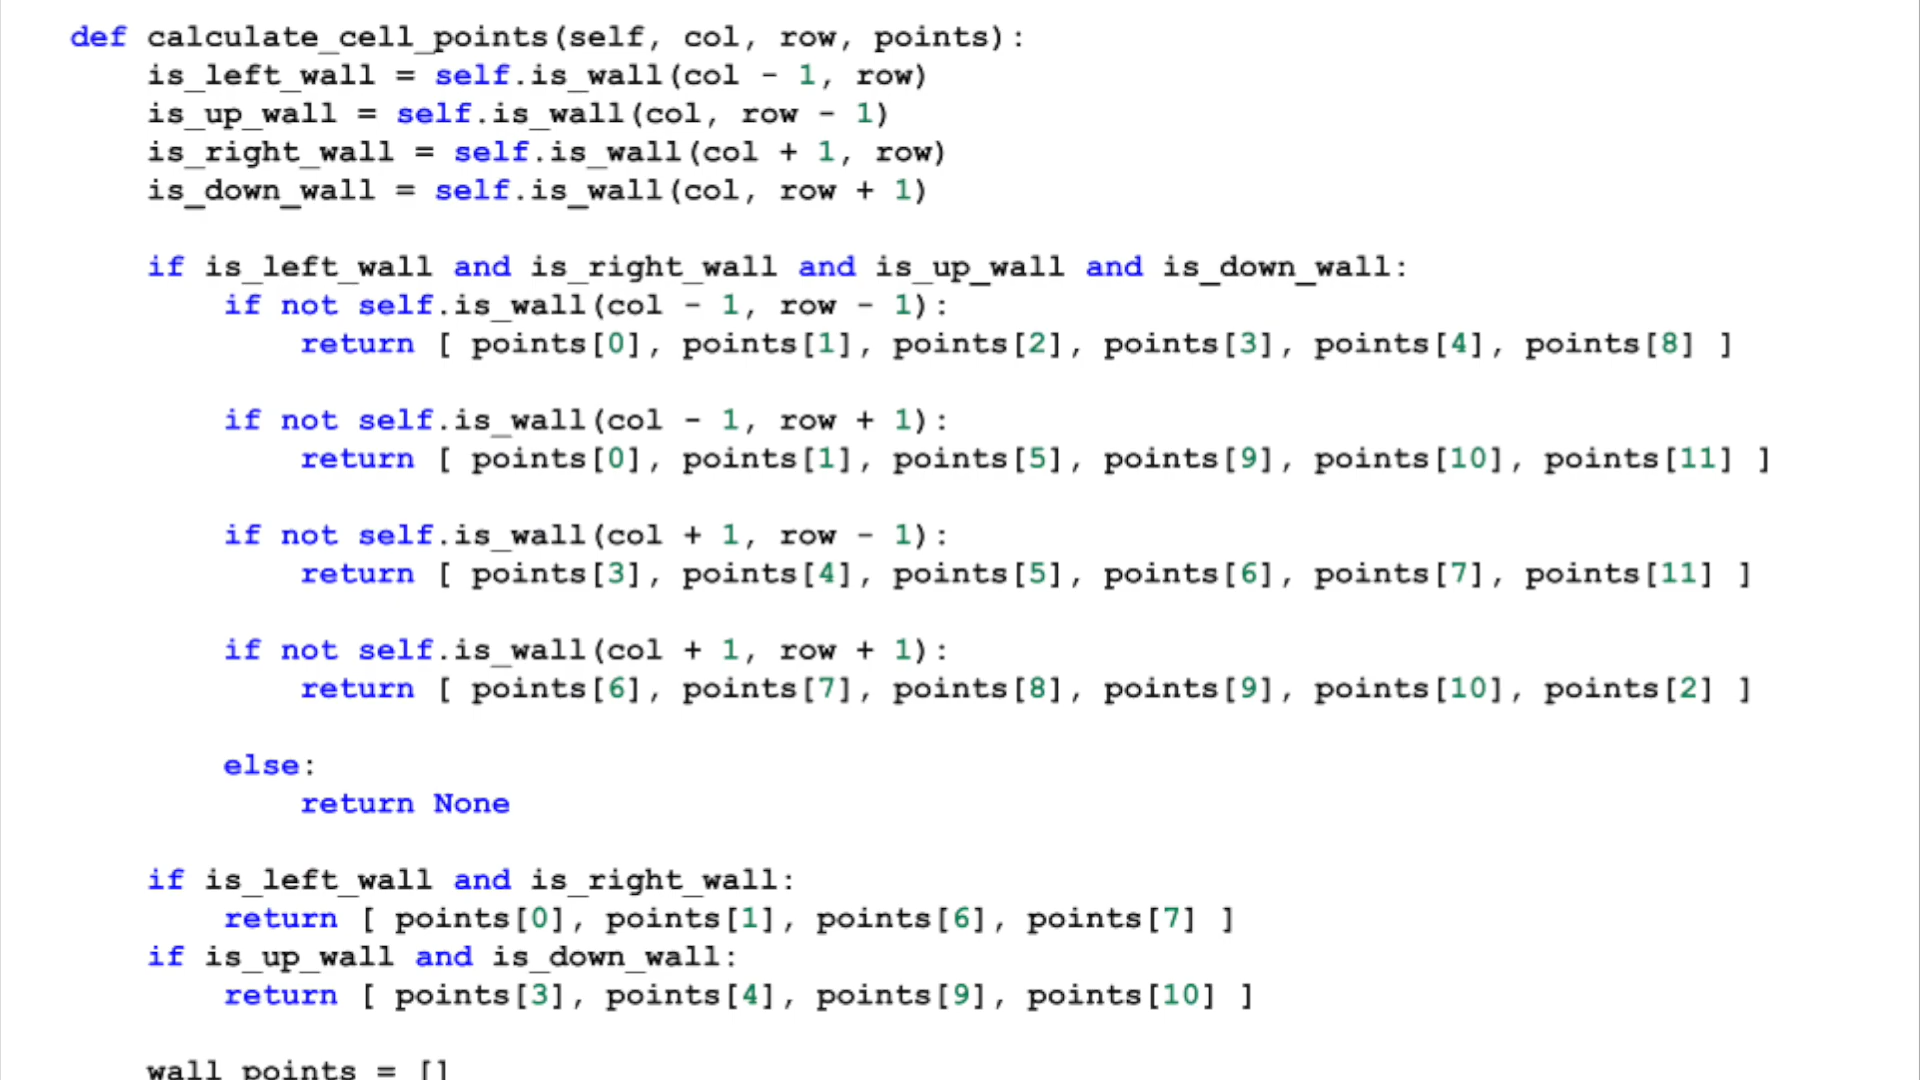 def calculate_cell_points(self, col, row, points):
is_left_wall = self.is_wall(col - 1, row)
is_up_wall = self.is_wall(col, row - 1)
is_right_wall = self.is_wall(col + 1, row)
is_down_wall = self.is_wall(col, row + 1)
if is_left_wall and is_right_wall and is_up_wall and is_down_wall:
if not self.is_wall(col - 1, row - 1):
return [ points[0], points[1], points[2], points[3], points[4], points[8] ]
if not self.is_wall(col - 1, row + 1):
return [ points[0], points[1], points[5], points[9], points[10], points[11] ]
if not self.is_wall(col + 1, row - 1):
return [ points[3], points[4], points[5], points[6], points[7], points[11] ]
if not self.is_wall(col + 1, row + 1):
return [ points[6], points[7], points[8], points[9], points[10], points[2] ]
else:
return None
if is_left_wall and is_right_wall:
return [ points[0], points[1], points[6], points[7] ]
if is_up_wall and is_down_wall:
return [ points[3], points[4], points[9], points[10] ]
wall_points = []